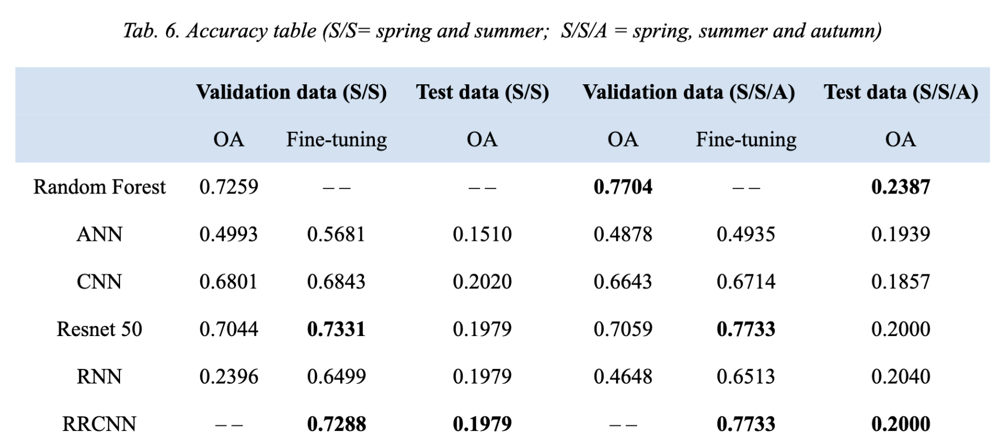 Tab. 6. Accuracy table (S/S= spring and summer; S/S/A = spring, summer and autumn)
Validation data (S/S) Test data (S/S) Validation data (S/S/A) Test data (S/S/A)
OA Fine-tuning OA OA Fine-tuning OA
Random Forest 0.7259 – – – – 0.7704 – – 0.2387
ANN 0.4993 0.5681 0.1510 0.4878 0.4935 0.1939
CNN 0.6801 0.6843 0.2020 0.6643 0.6714 0.1857
Resnet 50 0.7044 0.7331 0.1979 0.7059 0.7733 0.2000
RNN 0.2396 0.6499 0.1979 0.4648 0.6513 0.2040
RRCNN – – 0.7288 0.1979 – – 0.7733 0.2000